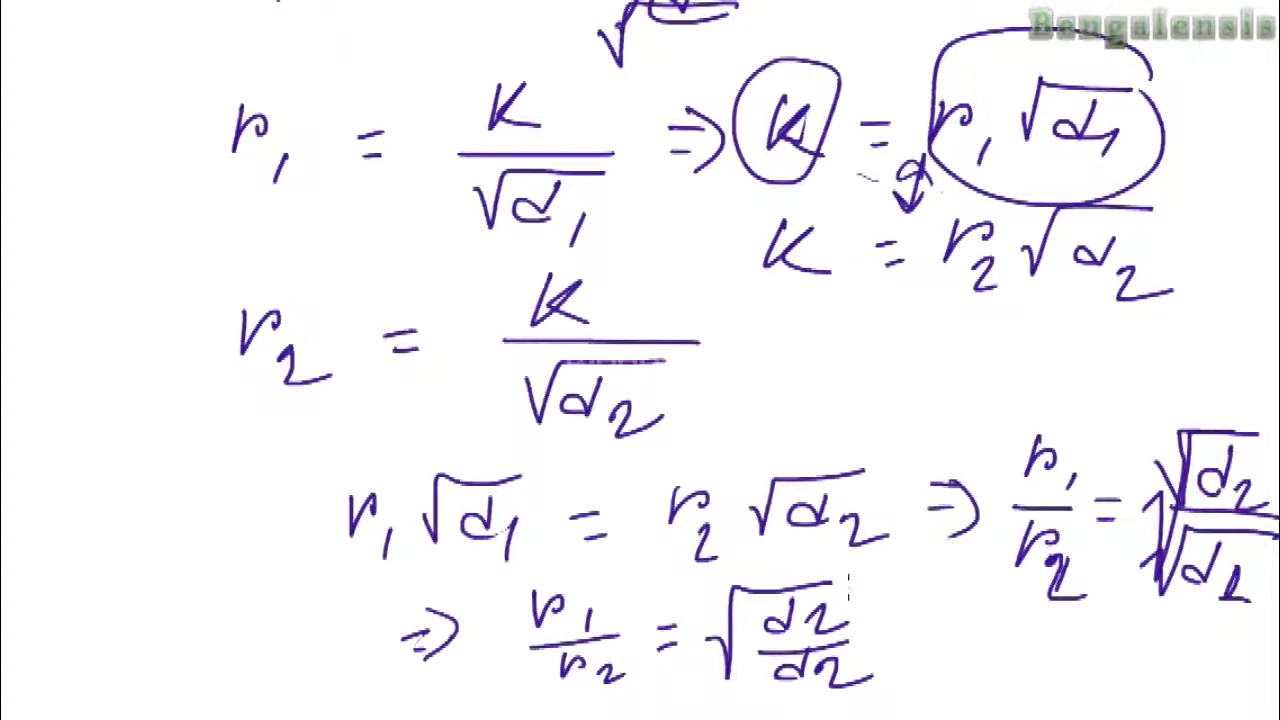 Bengalensis
r₁ = K/√d₁ ⇒ K = r₁ √d₁
K = r₂ √d₂
r₂ = K/√d₂
r₁ √d₁ = r₂ √d₂ ⇒ r₁/r₂ = √d₂/√d₁
⇒ r₁/r₂ = √(d2/d2)